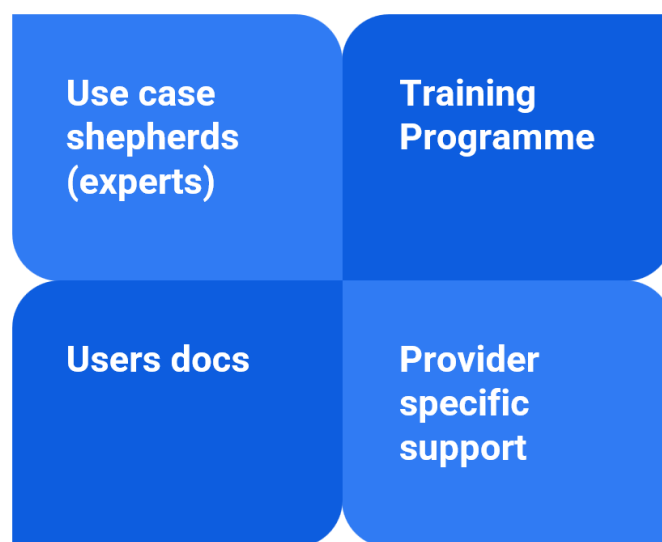 Use case
shepherds
(experts)
Training
Programme
Users docs
Provider
specific
support